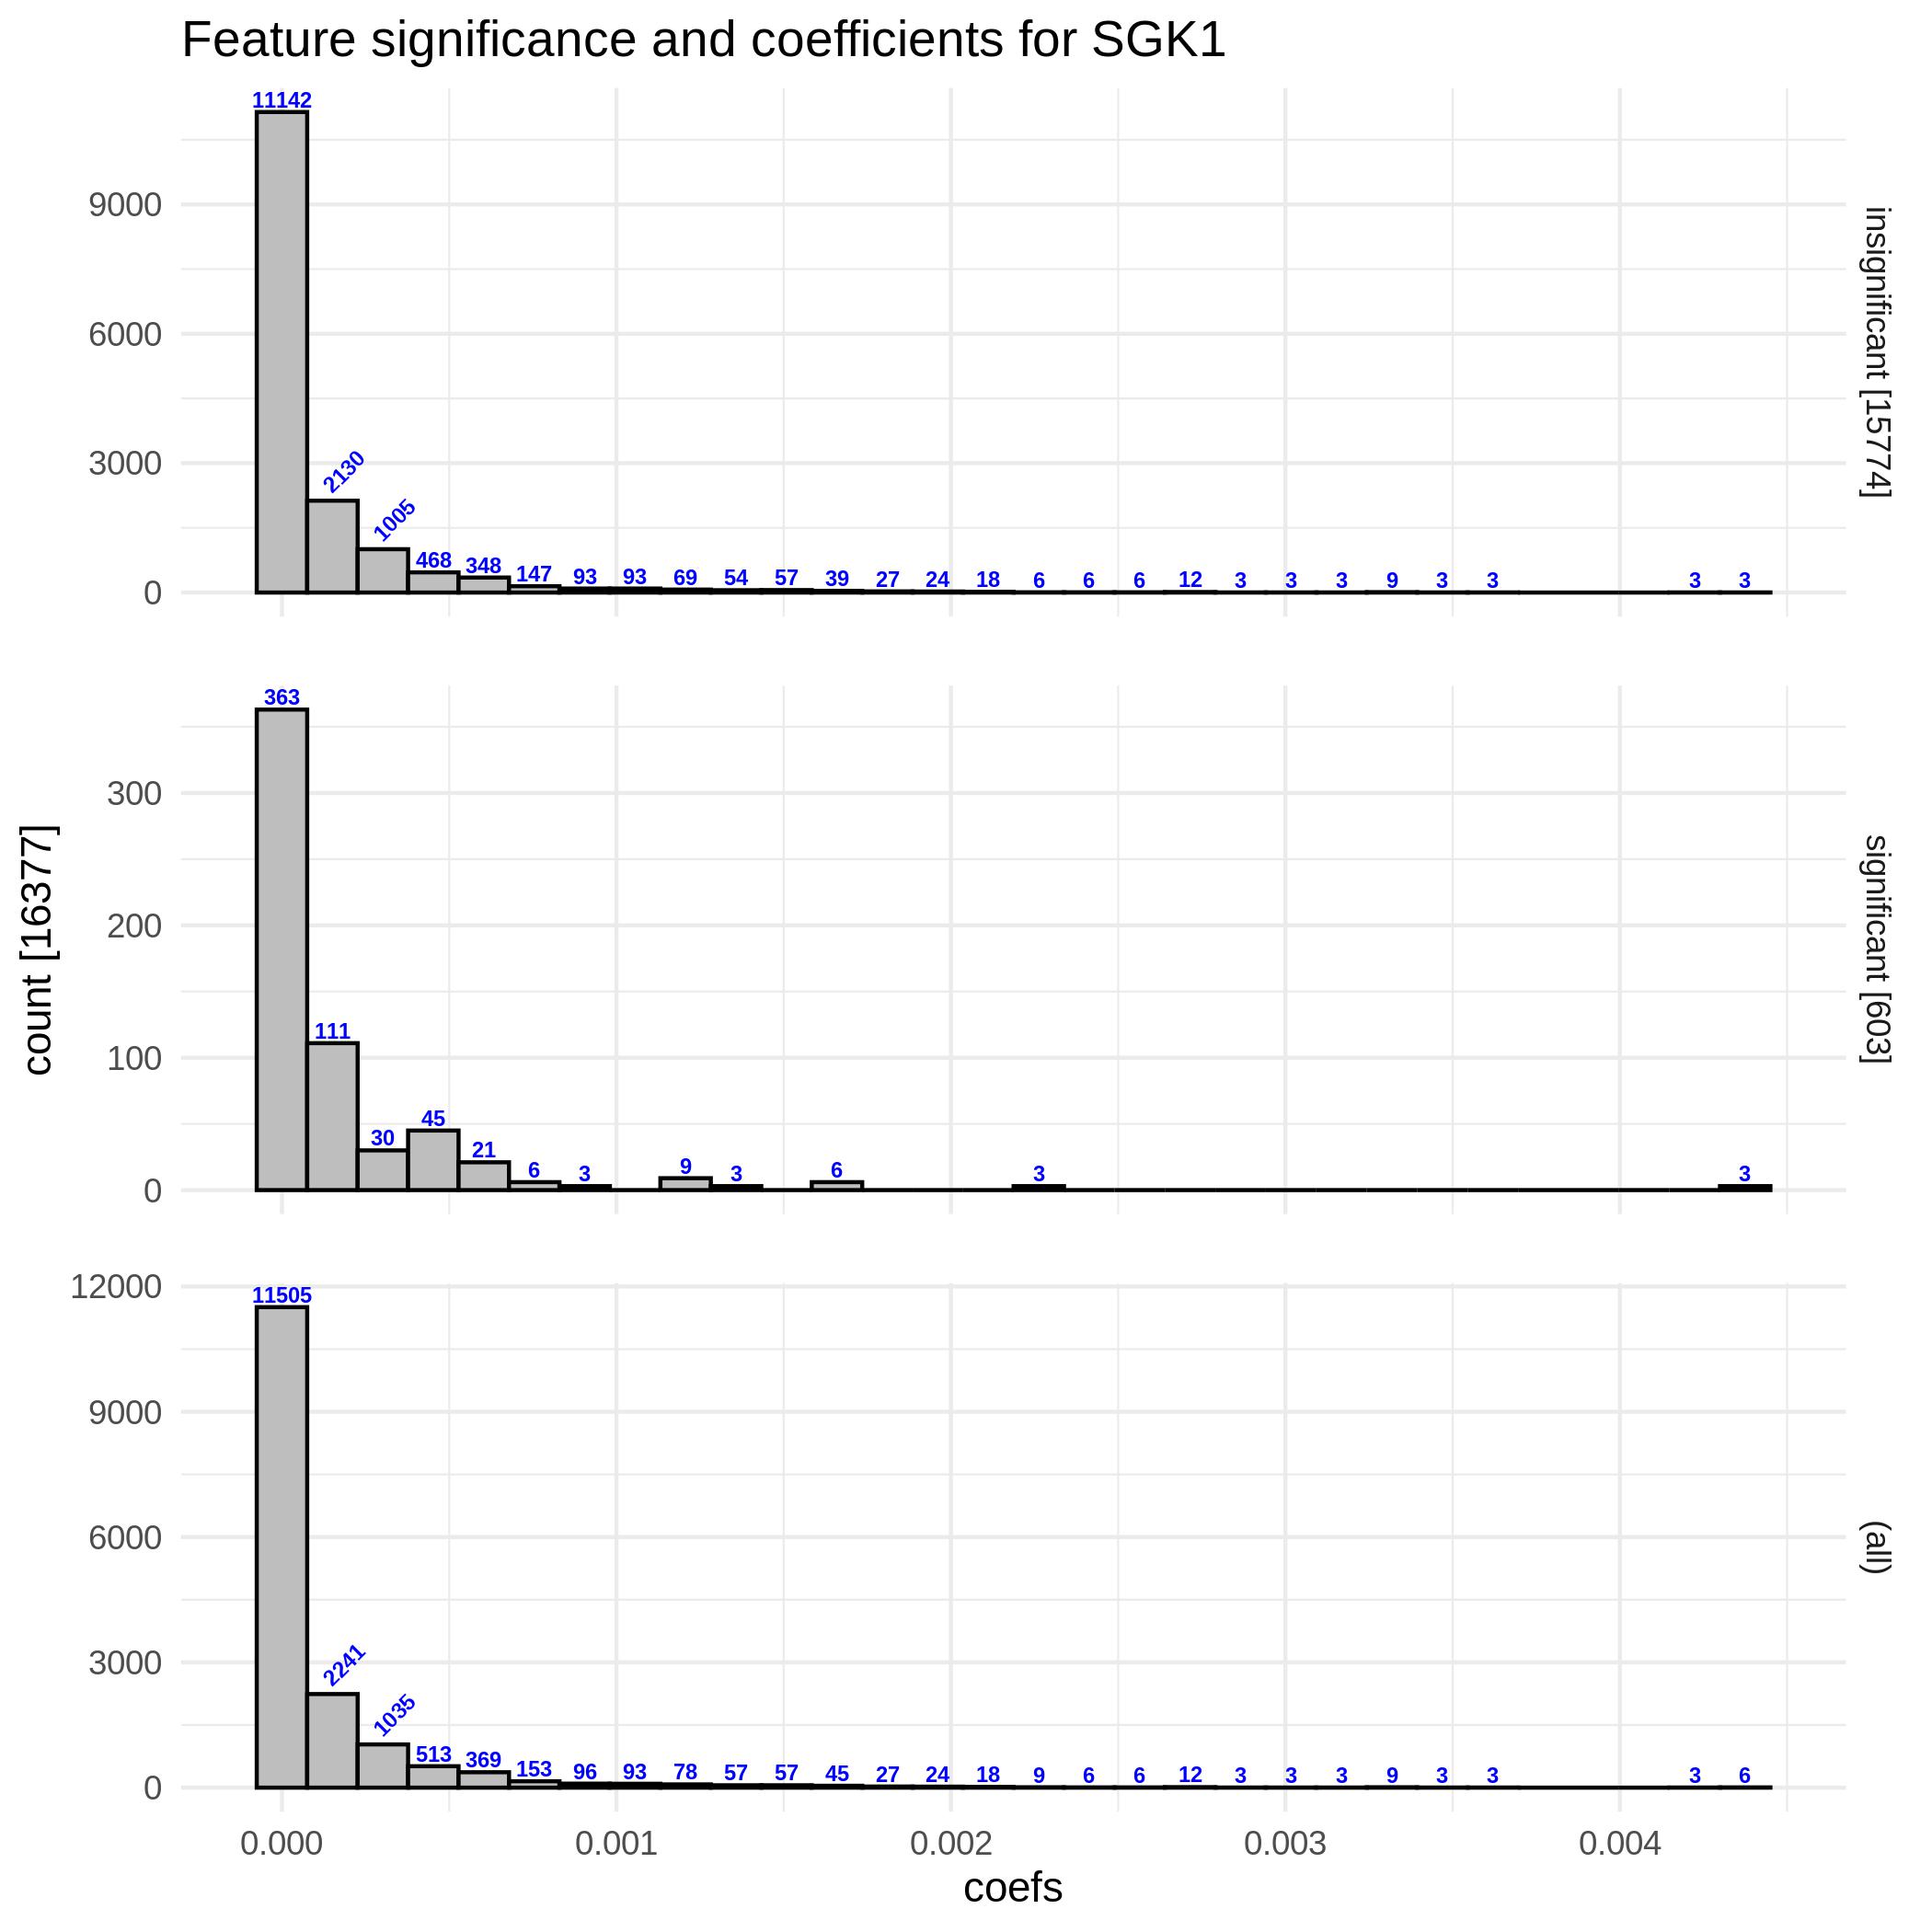 Feature significance and coefficients for SGK1
11142
9000
6000
3000
0
2130
1005
468 348 147 93 93 69 54 57 39 27 24 18 6 6 6 12 3 3 3 9 3 3 3 3
insignificant [15774]
count [16377]
363
300
200
100
0
111
30 45 21 6 3 9 3 6 3 3
significant [603]
12000
11505
9000
6000
3000
0
2241
1035
513 369 153 96 93 78 57 57 45 27 24 18 9 6 6 12 3 3 3 9 3 3 3 6
(all)
0.000 0.001 0.002 0.003 0.004
coefs